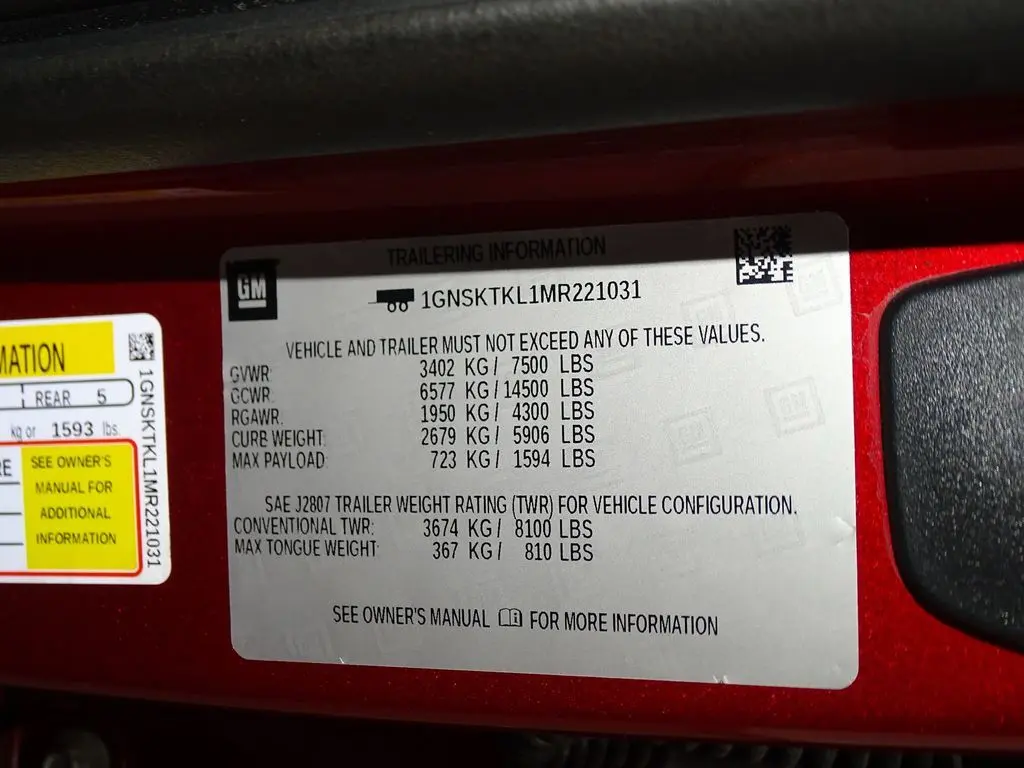 MATION
REAR 5
kg or 1593 lbs.
RE
SEE OWNER'S
MANUAL FOR
ADDITIONAL
INFORMATION
1GNSKTKL1MR221031
GM
TRAILERING INFORMATION
1GNSKTKL1MR221031
VEHICLE AND TRAILER MUST NOT EXCEED ANY OF THESE VALUES.
GVWR: 3402 KG/ 7500 LBS
GCWR: 6577 KG/14500 LBS
RGAWR: 1950 KG/ 4300 LBS
CURB WEIGHT: 2679 KG/ 5906 LBS
MAX PAYLOAD: 723 KG/ 1594 LBS
SAE J2807 TRAILER WEIGHT RATING (TWR) FOR VEHICLE CONFIGURATION.
CONVENTIONAL TWR: 3674 KG/ 8100 LBS
MAX TONGUE WEIGHT: 367 KG/ 810 LBS
SEE OWNER'S MANUAL FOR MORE INFORMATION